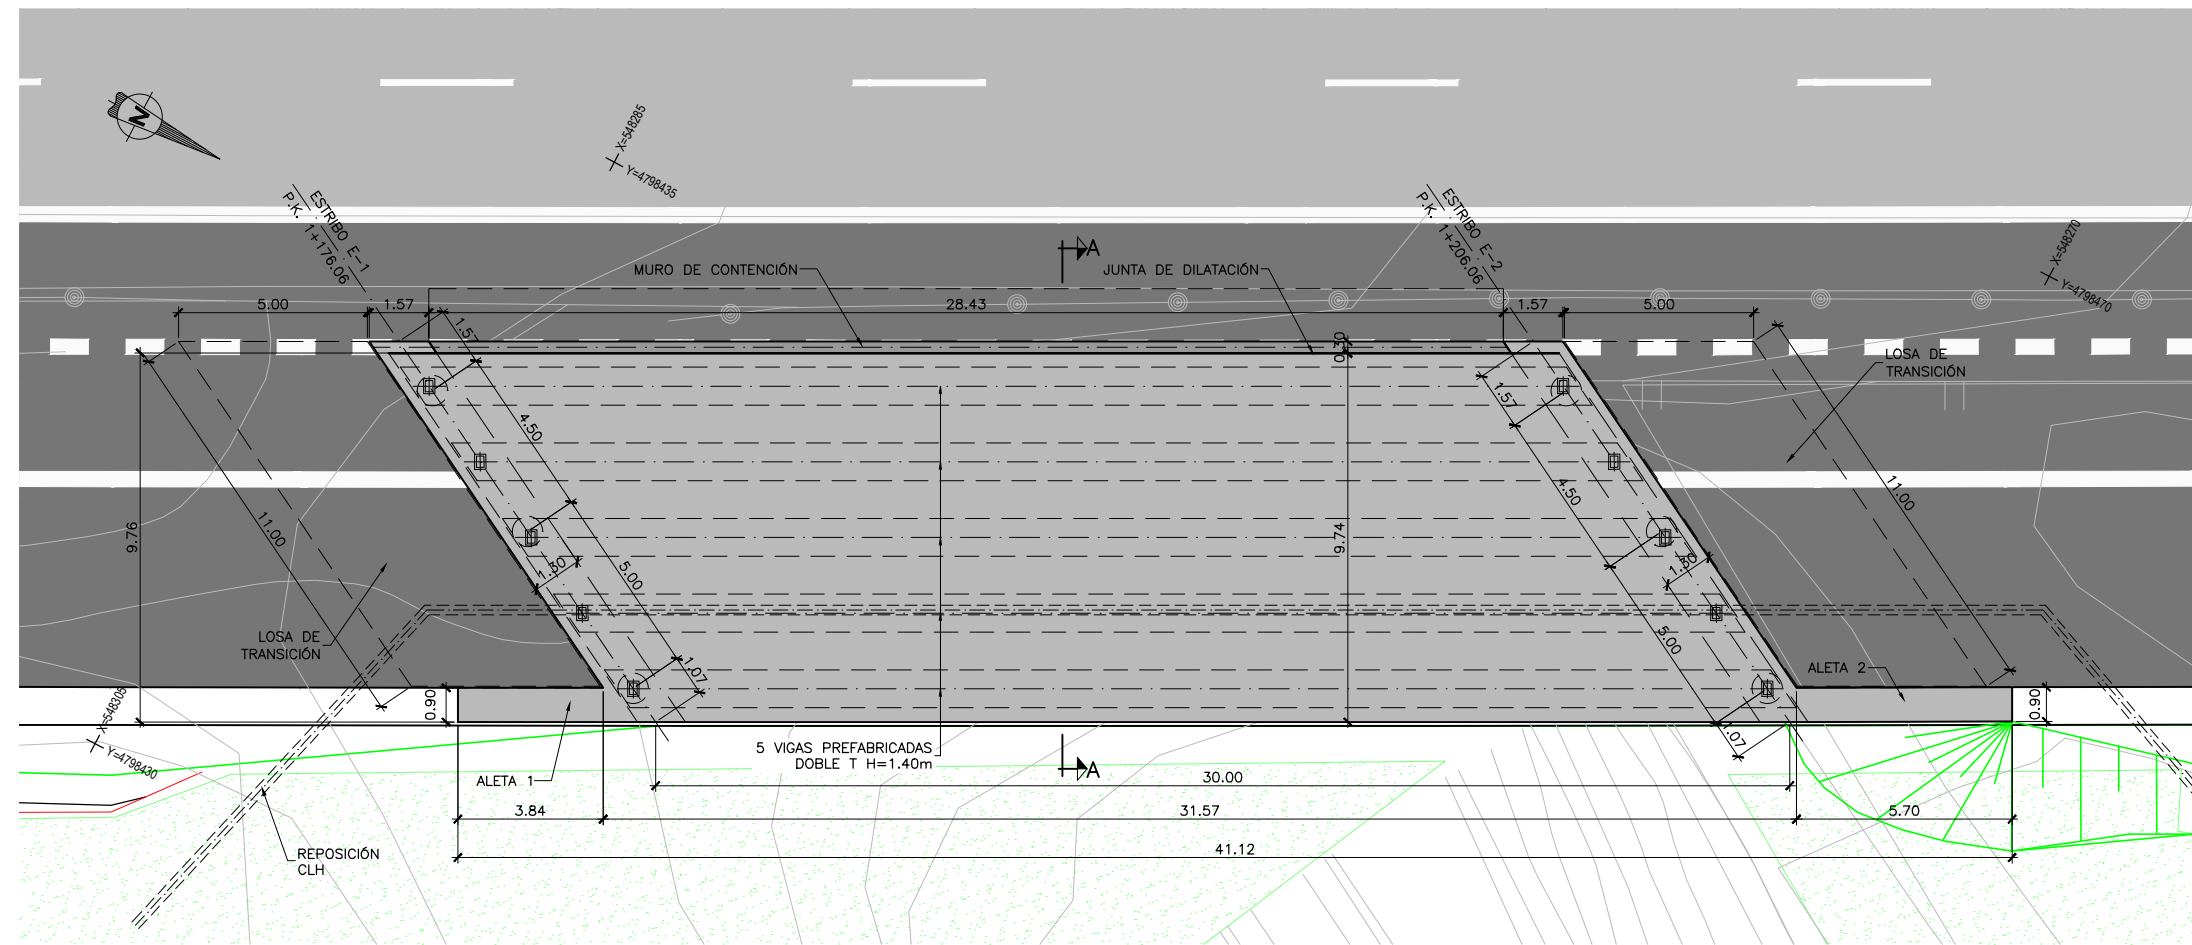 N
X=548285
Y=4798435
ESTRIBO E-1
P.K. 1+176.06
ESTRIBO E-2
P.K. 1+206.06
X=548270
Y=4798470
A
MURO DE CONTENCIÓN
JUNTA DE DILATACIÓN
5.00
1.57
28.43
1.57
5.00
1.57
0.30
LOSA DE
TRANSICIÓN
1.57
4.50
4.50
11.00
11.00
9.76
9.74
1.30
5.00
1.30
5.00
LOSA DE
TRANSICIÓN
1.07
ALETA 2
0.90
0.90
X=548305
Y=4798430
1.07
5 VIGAS PREFABRICADAS
DOBLE T H=1.40m
A
ALETA 1
30.00
3.84
31.57
5.70
41.12
REPOSICIÓN
CLH